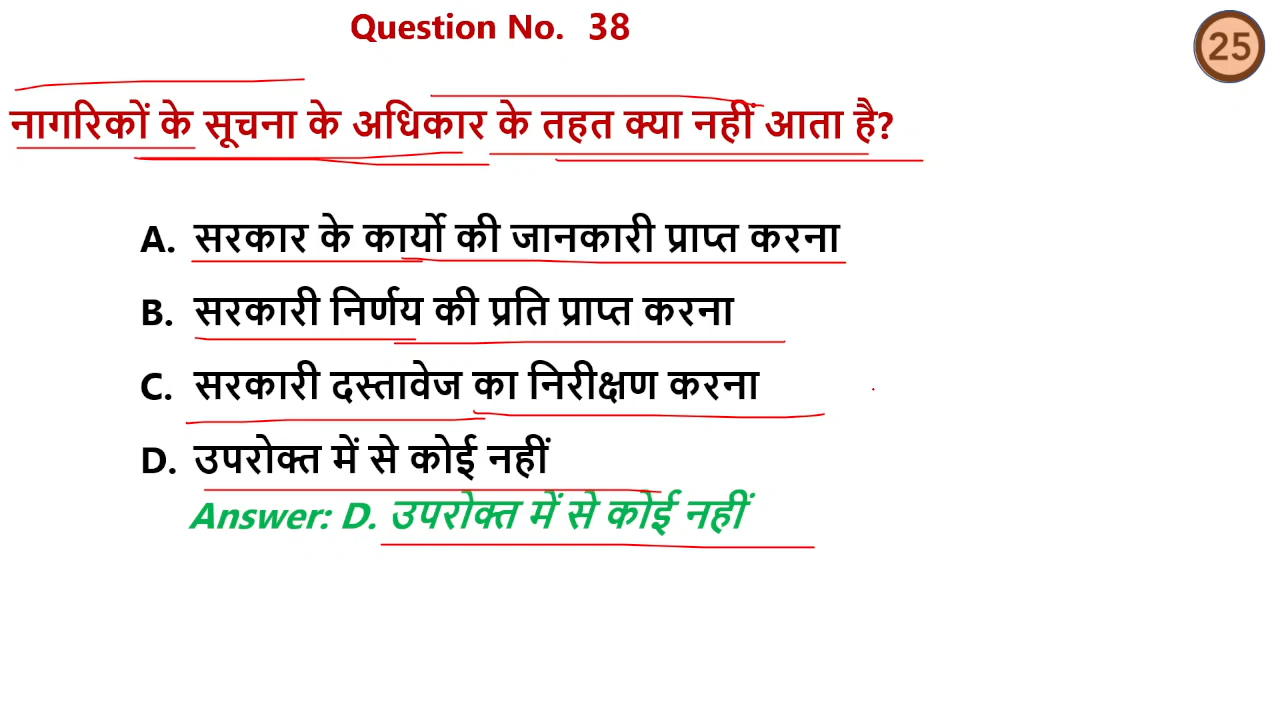 Question No. 38
25
नागरिकों के सूचना के अधिकार के तहत क्या नहीं आता है?
A. सरकार के कार्यो की जानकारी प्राप्त करना
B. सरकारी निर्णय की प्रति प्राप्त करना
C. सरकारी दस्तावेज का निरीक्षण करना
D. उपरोक्त में से कोई नहीं
Answer: D. उपरोक्त में से कोई नहीं